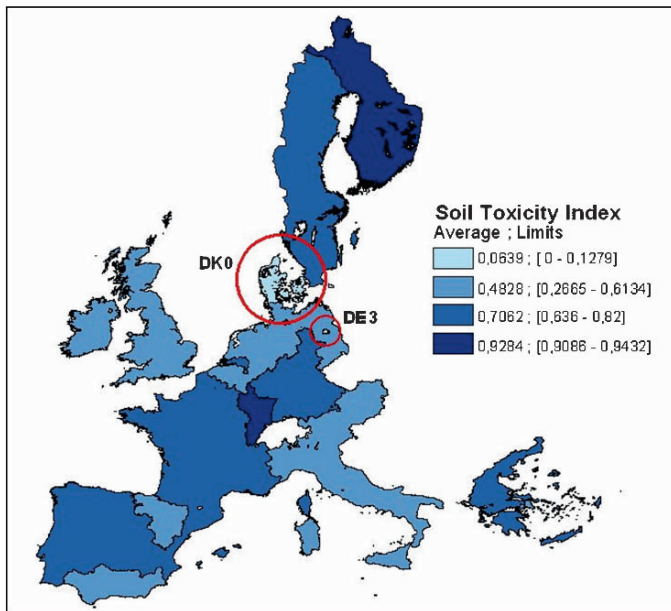 DK0
DE3
Soil Toxicity Index
Average ; Limits
0,0639 ; [0 - 0,1279]
0,4828 ; [0,2665 - 0,6134]
0,7062 ; [0,636 - 0,82]
0,9284 ; [0,9086 - 0,9432]